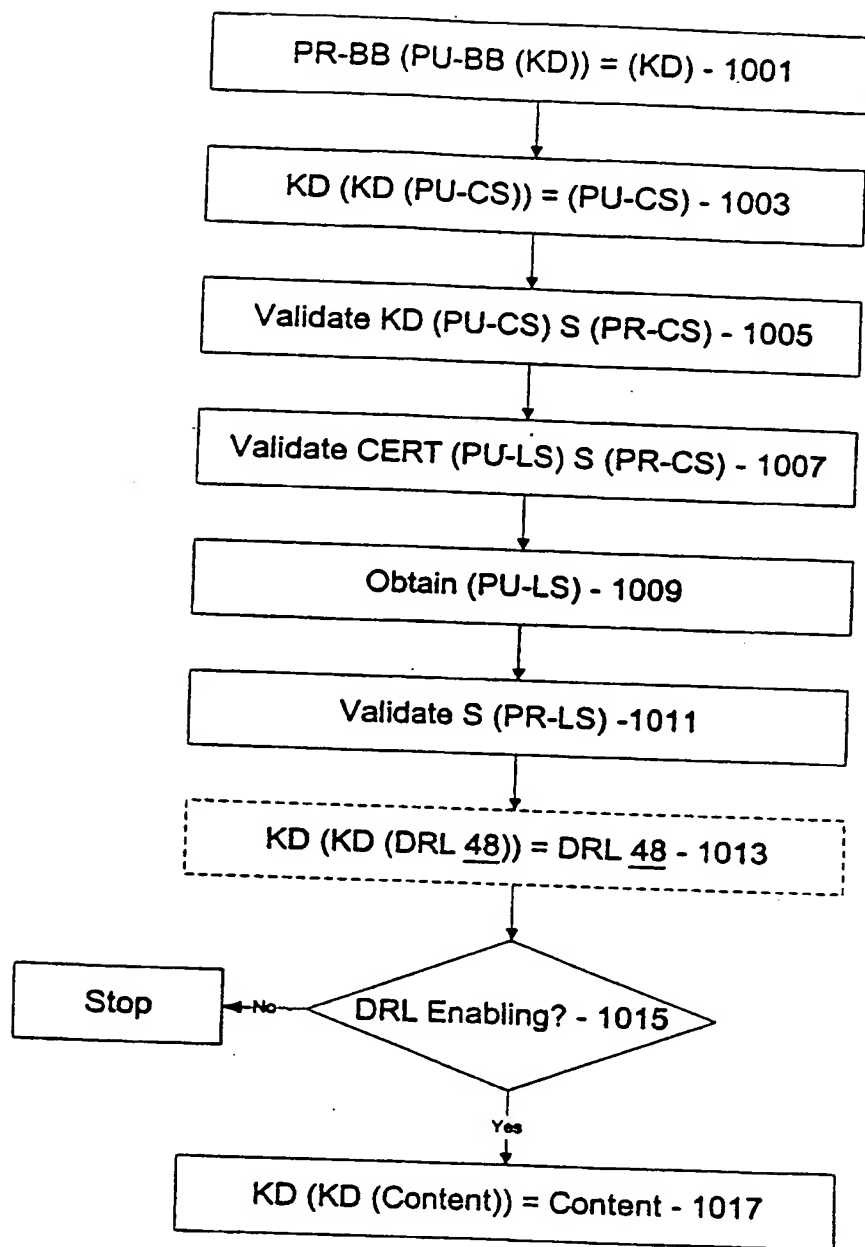 PR-BB (PU-BB (KD)) = (KD) - 1001
KD (KD (PU-CS)) = (PU-CS) - 1003
Validate KD (PU-CS) S (PR-CS) - 1005
Validate CERT (PU-LS) S (PR-CS) - 1007
Obtain (PU-LS) - 1009
Validate S (PR-LS) -1011
KD (KD (DRL 48)) = DRL 48 - 1013
DRL Enabling? - 1015
No
Stop
Yes
KD (KD (Content)) = Content - 1017